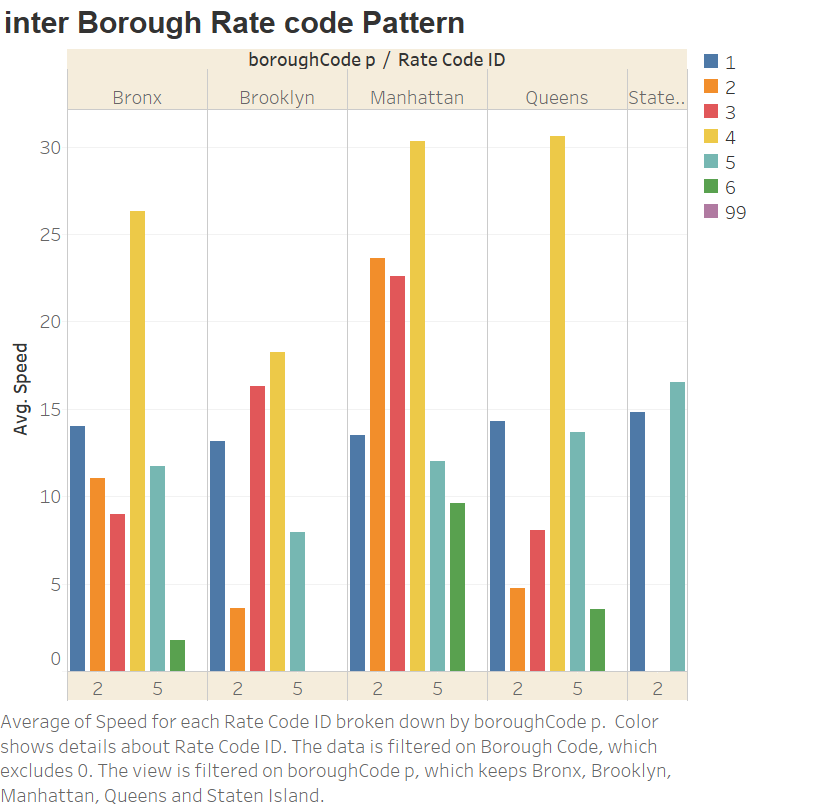 inter Borough Rate code Pattern
boroughCode p / Rate Code ID
Bronx Brooklyn Manhattan Queens State..
1
2
3
4
5
6
99
30
25
20
15
10
5
0
Avg. Speed
2 5 2 5 2 5 2 5 2
Average of Speed for each Rate Code ID broken down by boroughCode p. Color
shows details about Rate Code ID. The data is filtered on Borough Code, which
excludes 0. The view is filtered on boroughCode p, which keeps Bronx, Brooklyn,
Manhattan, Queens and Staten Island.